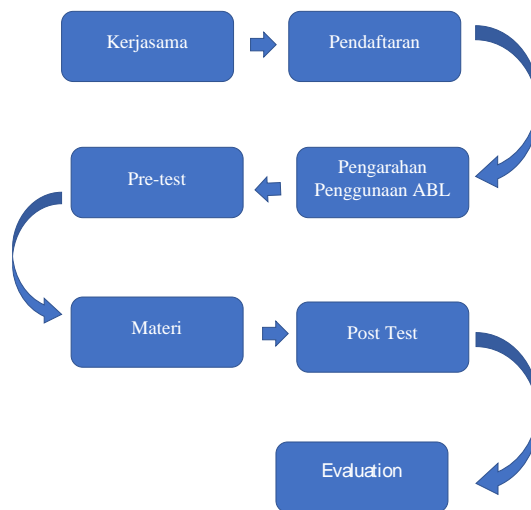 Kerjasama
Pendaftaran
Pengarahan
Penggunaan ABL
Pre-test
Materi
Post Test
Evaluation